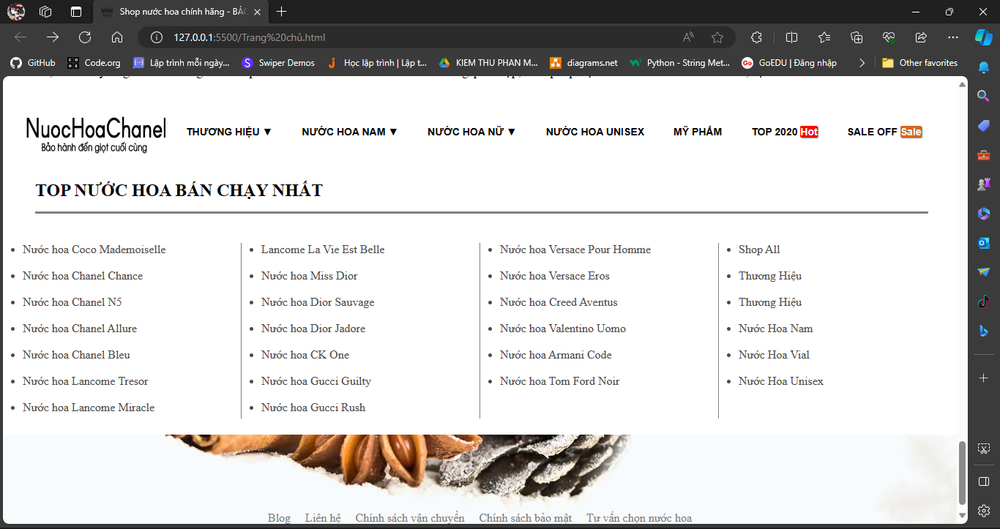 Shop nước hoa chính hãng - BẢC
127.0.0.1:5500/Trang%20chủ.html
GitHub Code.org Lập trình mỗi ngày... Swiper Demos Học lập trình | Lập t... KIEM THU PHAN M... diagrams.net Python - String Met... GoEDU | Đăng nhập Other favorites
NuocHoaChanel
Bảo hành đến giọt cuối cùng
THƯƠNG HIỆU ▼ NƯỚC HOA NAM ▼ NƯỚC HOA NỮ ▼ NƯỚC HOA UNISEX MỸ PHẨM TOP 2020 Hot SALE OFF Sale
TOP NƯỚC HOA BÁN CHẠY NHẤT
Nước hoa Coco Mademoiselle
Nước hoa Chanel Chance
Nước hoa Chanel N5
Nước hoa Chanel Allure
Nước hoa Chanel Bleu
Nước hoa Lancome Tresor
Nước hoa Lancome Miracle
Lancome La Vie Est Belle
Nước hoa Miss Dior
Nước hoa Dior Sauvage
Nước hoa Dior Jadore
Nước hoa CK One
Nước hoa Gucci Guilty
Nước hoa Gucci Rush
Nước hoa Versace Pour Homme
Nước hoa Versace Eros
Nước hoa Creed Aventus
Nước hoa Valentino Uomo
Nước hoa Armani Code
Nước hoa Tom Ford Noir
Shop All
Thương Hiệu
Thương Hiệu
Nước Hoa Nam
Nước Hoa Vial
Nước Hoa Unisex
Blog Liên hệ Chính sách vận chuyển Chính sách bảo mật Tư vấn chọn nước hoa